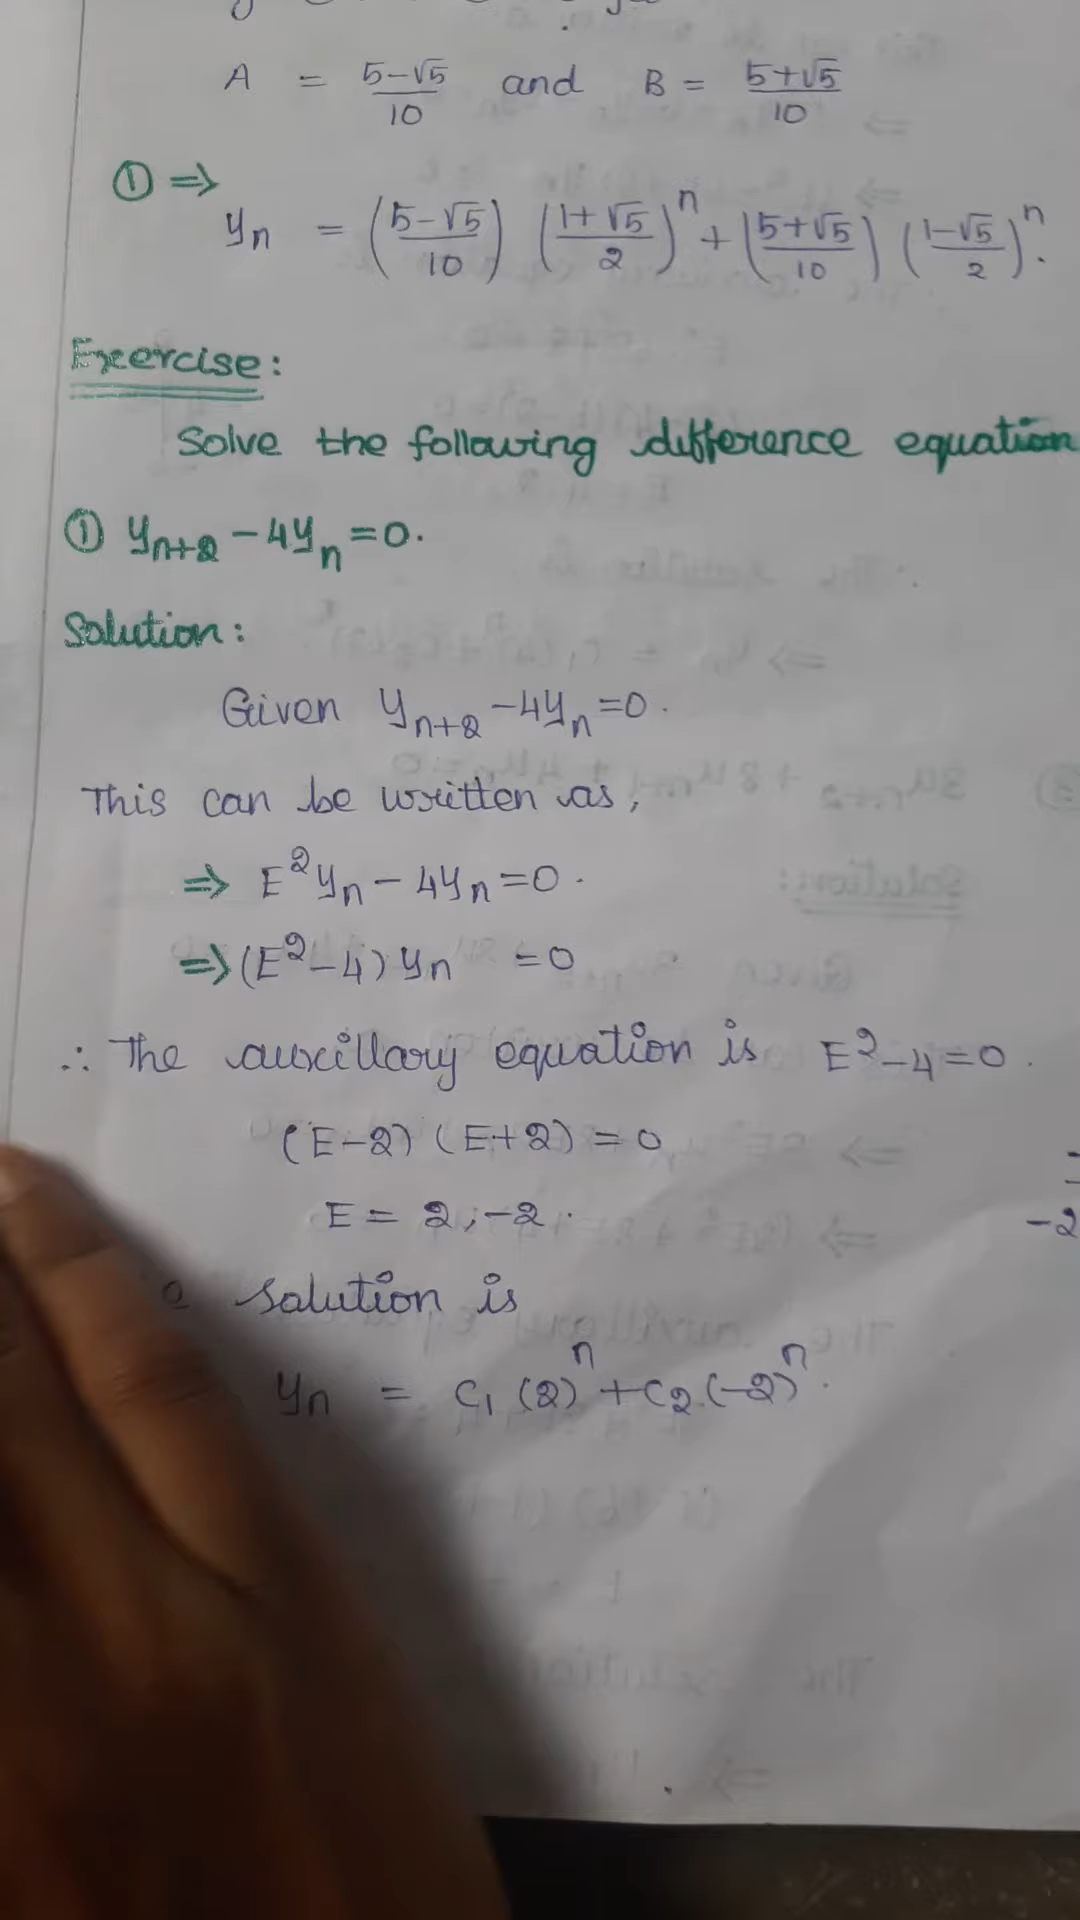 A = 5-√5/10 and B = 5+√5/10
① ⇒
yₙ = (5-√5/10) (1+√5/2)ⁿ + (5+√5/10) (1-√5/2)ⁿ.
Exercise:
Solve the following difference equation
① yₙ₊₂ - 4yₙ = 0.
Solution:
Given yₙ₊₂ - 4yₙ = 0.
This can be written as,
⇒ E²yₙ - 4yₙ = 0.
⇒ (E² - 4) yₙ = 0
∴ The auxillary equation is E² - 4 = 0.
(E-2) (E+2) = 0
E = 2, -2.
-2
solution is
yₙ = C₁ (2)ⁿ + C₂ (-2)ⁿ.